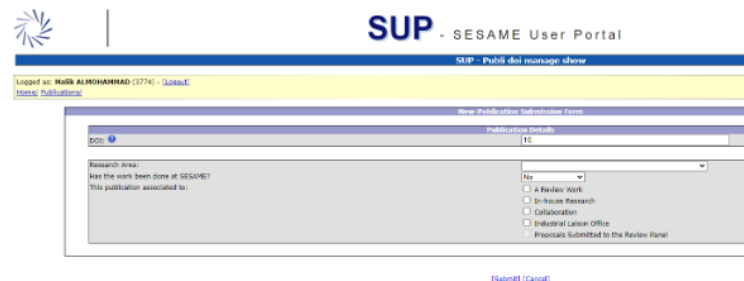 SUP - SESAME User Portal
SUP - Publi doi manage show
Logged as: Malik ALMOHAMMAD (3774) - [Logout]
Home/ Publications/
New Publication Submission Form
Publication Details
DOI: ?
10.
Research Area:
Has the work been done at SESAME?
No
This publication associated to:
A Review Work
In-house Research
Collaboration
Industrial Liaison Office
Proposals Submitted to the Review Panel
[Submit] [Cancel]